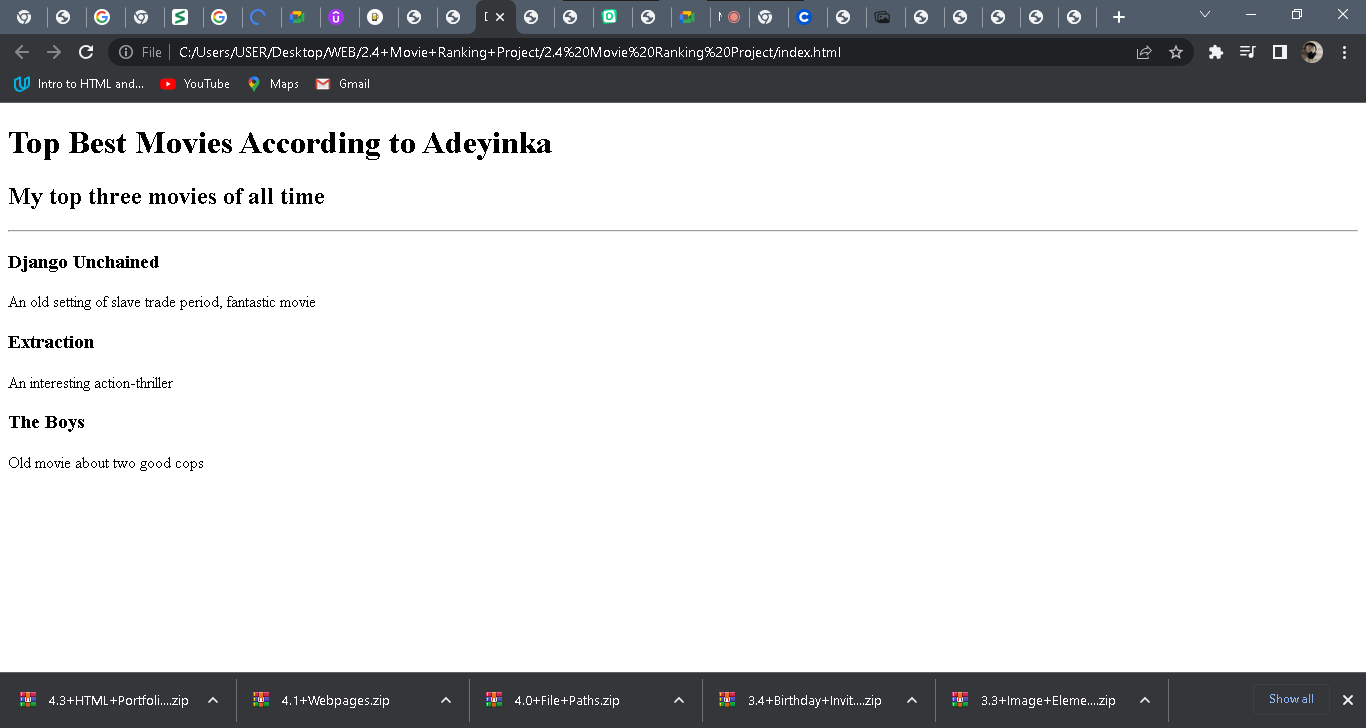 File
C:/Users/USER/Desktop/WEB/2.4+Movie+Ranking+Project/2.4%20Movie%20Ranking%20Project/index.html
Intro to HTML and... YouTube Maps Gmail
Top Best Movies According to Adeyinka
My top three movies of all time
Django Unchained
An old setting of slave trade period, fantastic movie
Extraction
An interesting action-thriller
The Boys
Old movie about two good cops
4.3+HTML+Portfoli....zip 4.1+Webpages.zip 4.0+File+Paths.zip 3.4+Birthday+Invit....zip 3.3+Image+Eleme....zip Show all